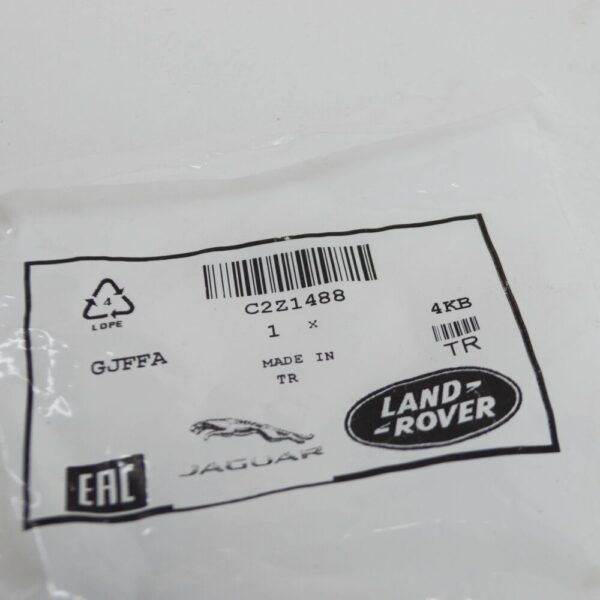 4
LDPE
C2Z1488
1 x
4KB
GJFFA
MADE IN
TR
TR
LAND-
-ROVER
JAGUAR
EAC